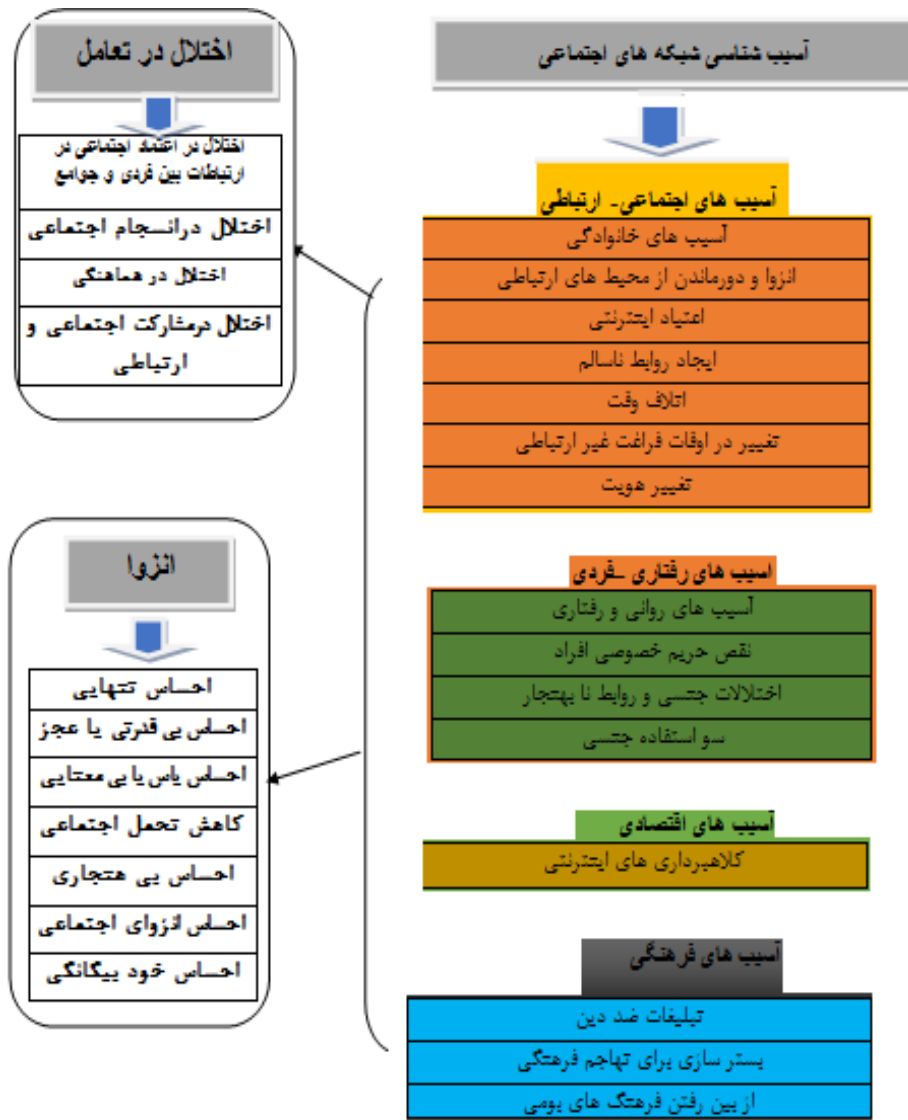 آسیب شناسی شبکه های اجتماعی
آسیب های اجتماعی- ارتباطی
آسیب های خانوادگی
انزوا و دورماندن از محیط های ارتباطی
اعتیاد اینترنتی
ایجاد روابط ناسالم
اتلاف وقت
تغییر در اوقات فراغت غیر ارتباطی
تغییر هویت
اسیب های رفتاری -فردی
آسیب های روانی و رفتاری
نقص حریم خصوصی افراد
اختلالات جنسی و روابط نا بهنجار
سو استفاده جنسی
آسیب های اقتصادی
کلاهبرداری های اینترنتی
آسیب های فرهنگی
تبلیغات ضد دین
بستر سازی برای تهاجم فرهنگی
از بین رفتن فرهنگ های بومی
اختلال در تعامل
اختلال در اعتماد اجتماعی در
ارتباطات بین فردی و جوامع
اختلال درانسجام اجتماعی
اختلال در هماهنگی
اختلال درمشارکت اجتماعی و
ارتباطی
انزوا
احساس تنهایی
احساس بی قدرتی یا عجز
احساس یاس یا بی معنایی
کاهش تحمل اجتماعی
احساس بی هنجاری
احساس انزوای اجتماعی
احساس خود بیگانگی